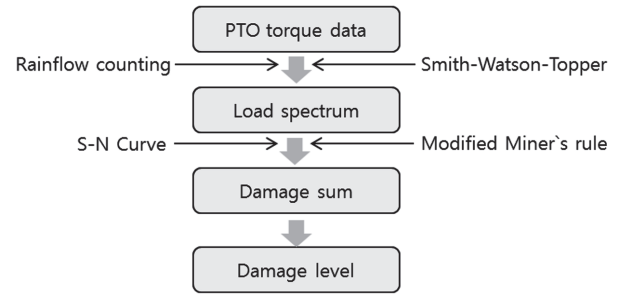 PTO torque data
Rainflow counting
Smith-Watson-Topper
Load spectrum
S-N Curve
Modified Miner`s rule
Damage sum
Damage level